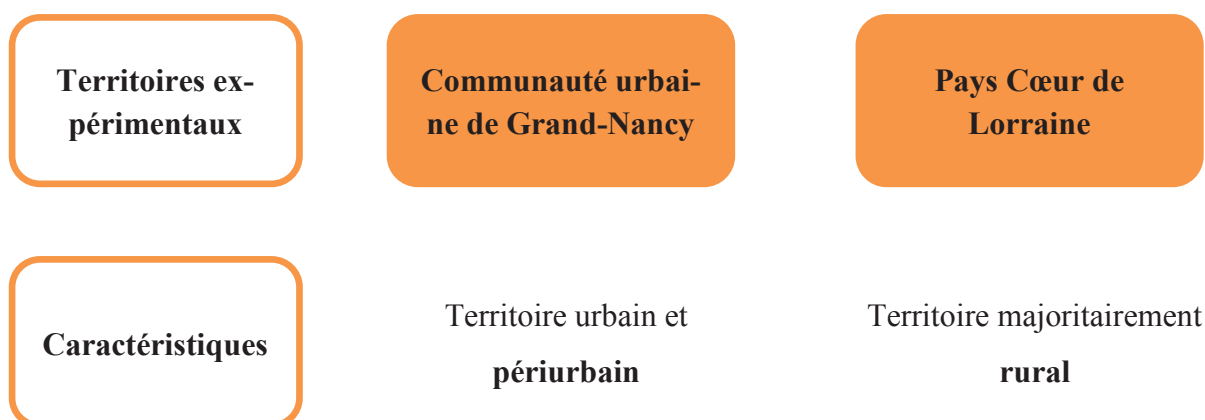 Territoires ex-
périmentaux
Communauté urbai-
ne de Grand-Nancy
Pays Cœur de
Lorraine
Caractéristiques
Territoire urbain et
périurbain
Territoire majoritairement
rural